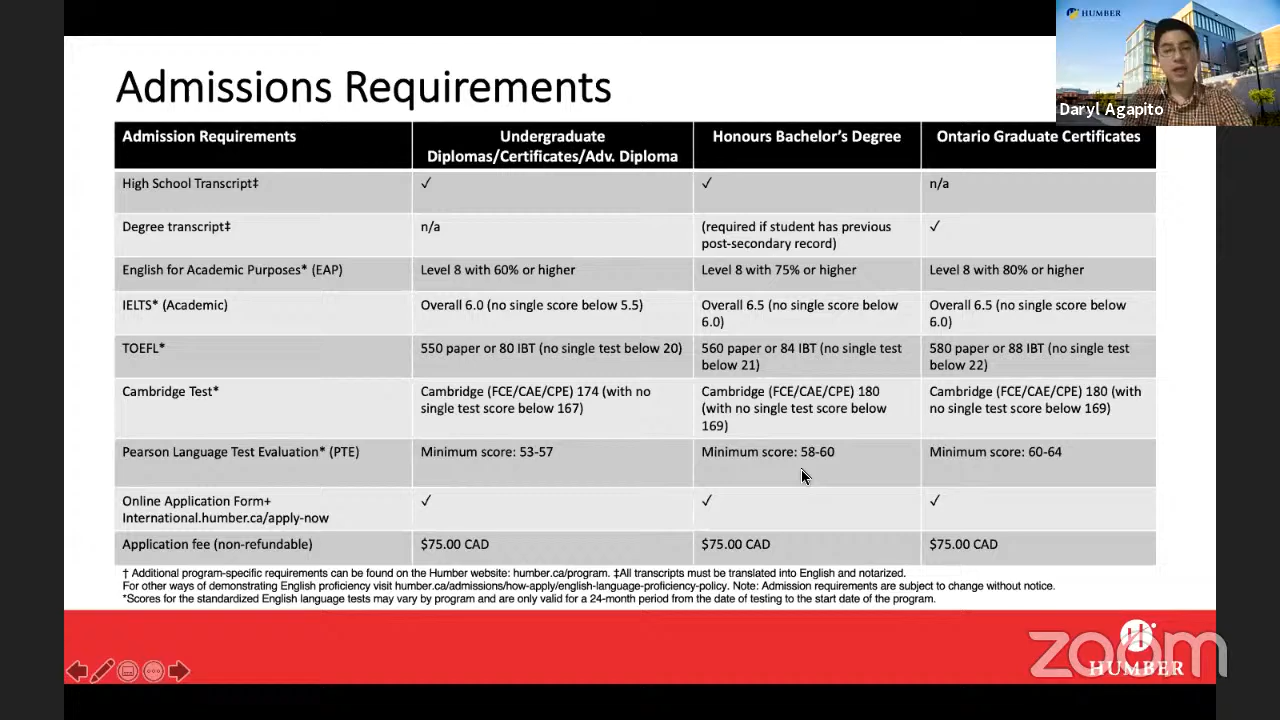 HUMBER
Daryl Agapito
Admissions Requirements
Admission Requirements
Undergraduate
Diplomas/Certificates/Adv. Diploma
Honours Bachelor's Degree
Ontario Graduate Certificates
High School Transcript‡
✓
✓
n/a
Degree transcript‡
n/a
(required if student has previous
post-secondary record)
✓
English for Academic Purposes* (EAP)
Level 8 with 60% or higher
Level 8 with 75% or higher
Level 8 with 80% or higher
IELTS* (Academic)
Overall 6.0 (no single score below 5.5)
Overall 6.5 (no single score below
6.0)
Overall 6.5 (no single score below
6.0)
TOEFL*
550 paper or 80 IBT (no single test below 20)
560 paper or 84 IBT (no single test
below 21)
580 paper or 88 IBT (no single test
below 22)
Cambridge Test*
Cambridge (FCE/CAE/CPE) 174 (with no
single test score below 167)
Cambridge (FCE/CAE/CPE) 180
(with no single test score below
169)
Cambridge (FCE/CAE/CPE) 180 (with
no single test score below 169)
Pearson Language Test Evaluation* (PTE)
Minimum score: 53-57
Minimum score: 58-60
Minimum score: 60-64
Online Application Form+
International.humber.ca/apply-now
✓
✓
✓
Application fee (non-refundable)
$75.00 CAD
$75.00 CAD
$75.00 CAD
† Additional program-specific requirements can be found on the Humber website: humber.ca/program. ‡All transcripts must be translated into English and notarized.
For other ways of demonstrating English proficiency visit humber.ca/admissions/how-apply/english-language-proficiency-policy. Note: Admission requirements are subject to change without notice.
*Scores for the standardized English language tests may vary by program and are only valid for a 24-month period from the date of testing to the start date of the program.
zoom
HUMBER